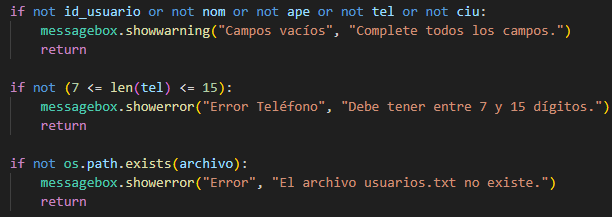 if not id_usuario or not nom or not ape or not tel or not ciu:
    messagebox.showwarning("Campos vacíos", "Complete todos los campos.")
    return

if not (7 <= len(tel) <= 15):
    messagebox.showerror("Error Teléfono", "Debe tener entre 7 y 15 dígitos.")
    return

if not os.path.exists(archivo):
    messagebox.showerror("Error", "El archivo usuarios.txt no existe.")
    return